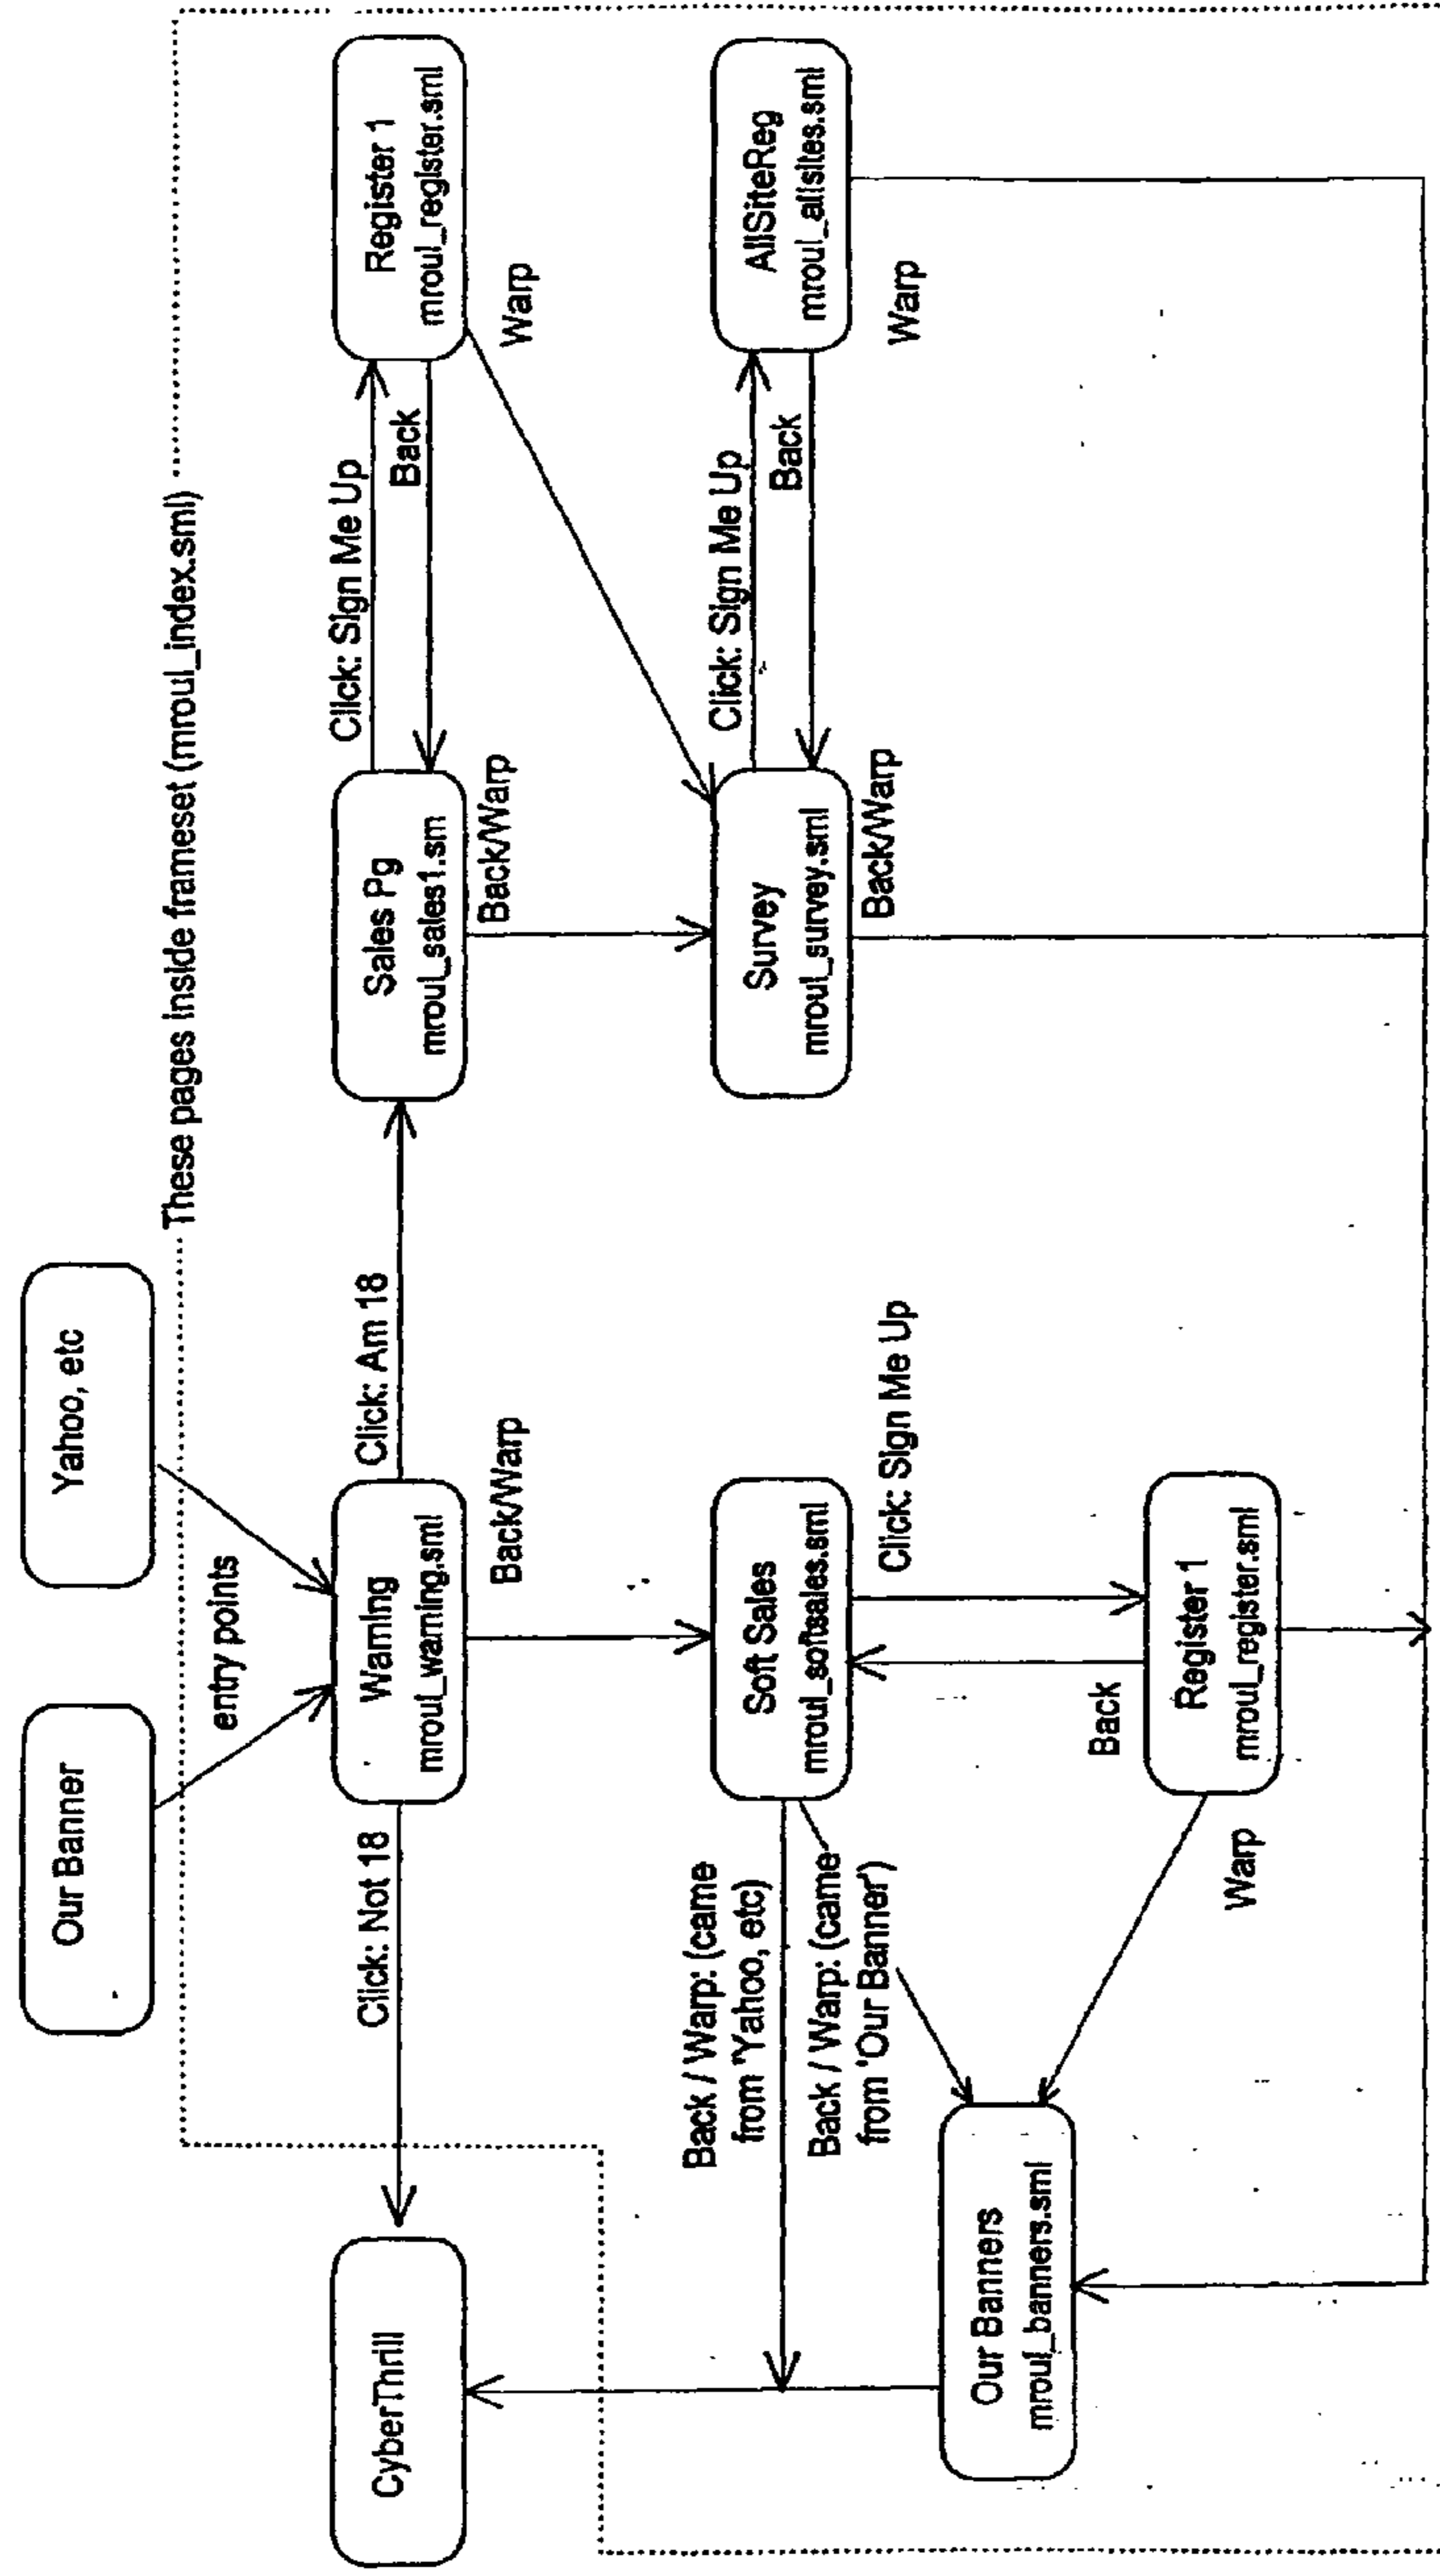 Our Banner
Yahoo, etc
These pages inside frameset (mroul_index.sml)
entry points
CyberThrill
Click: Not 18
Warning
mroul_warning.sml
Click: Am 18
Sales Pg
mroul_sales1.sm
Click: Sign Me Up
Back
Register 1
mroul_register.sml
Back/Warp
Back/Warp
Warp
Back / Warp: (came
from 'Yahoo, etc)
Back / Warp: (came
from 'Our Banner')
Soft Sales
mroul_softsales.sml
Survey
mroul_survey.sml
Click: Sign Me Up
Back
AllSiteReg
mroul_allsites.sml
Click: Sign Me Up
Back/Warp
Warp
Our Banners
mroul_banners.sml
Back
Warp
Register 1
mroul_register.sml